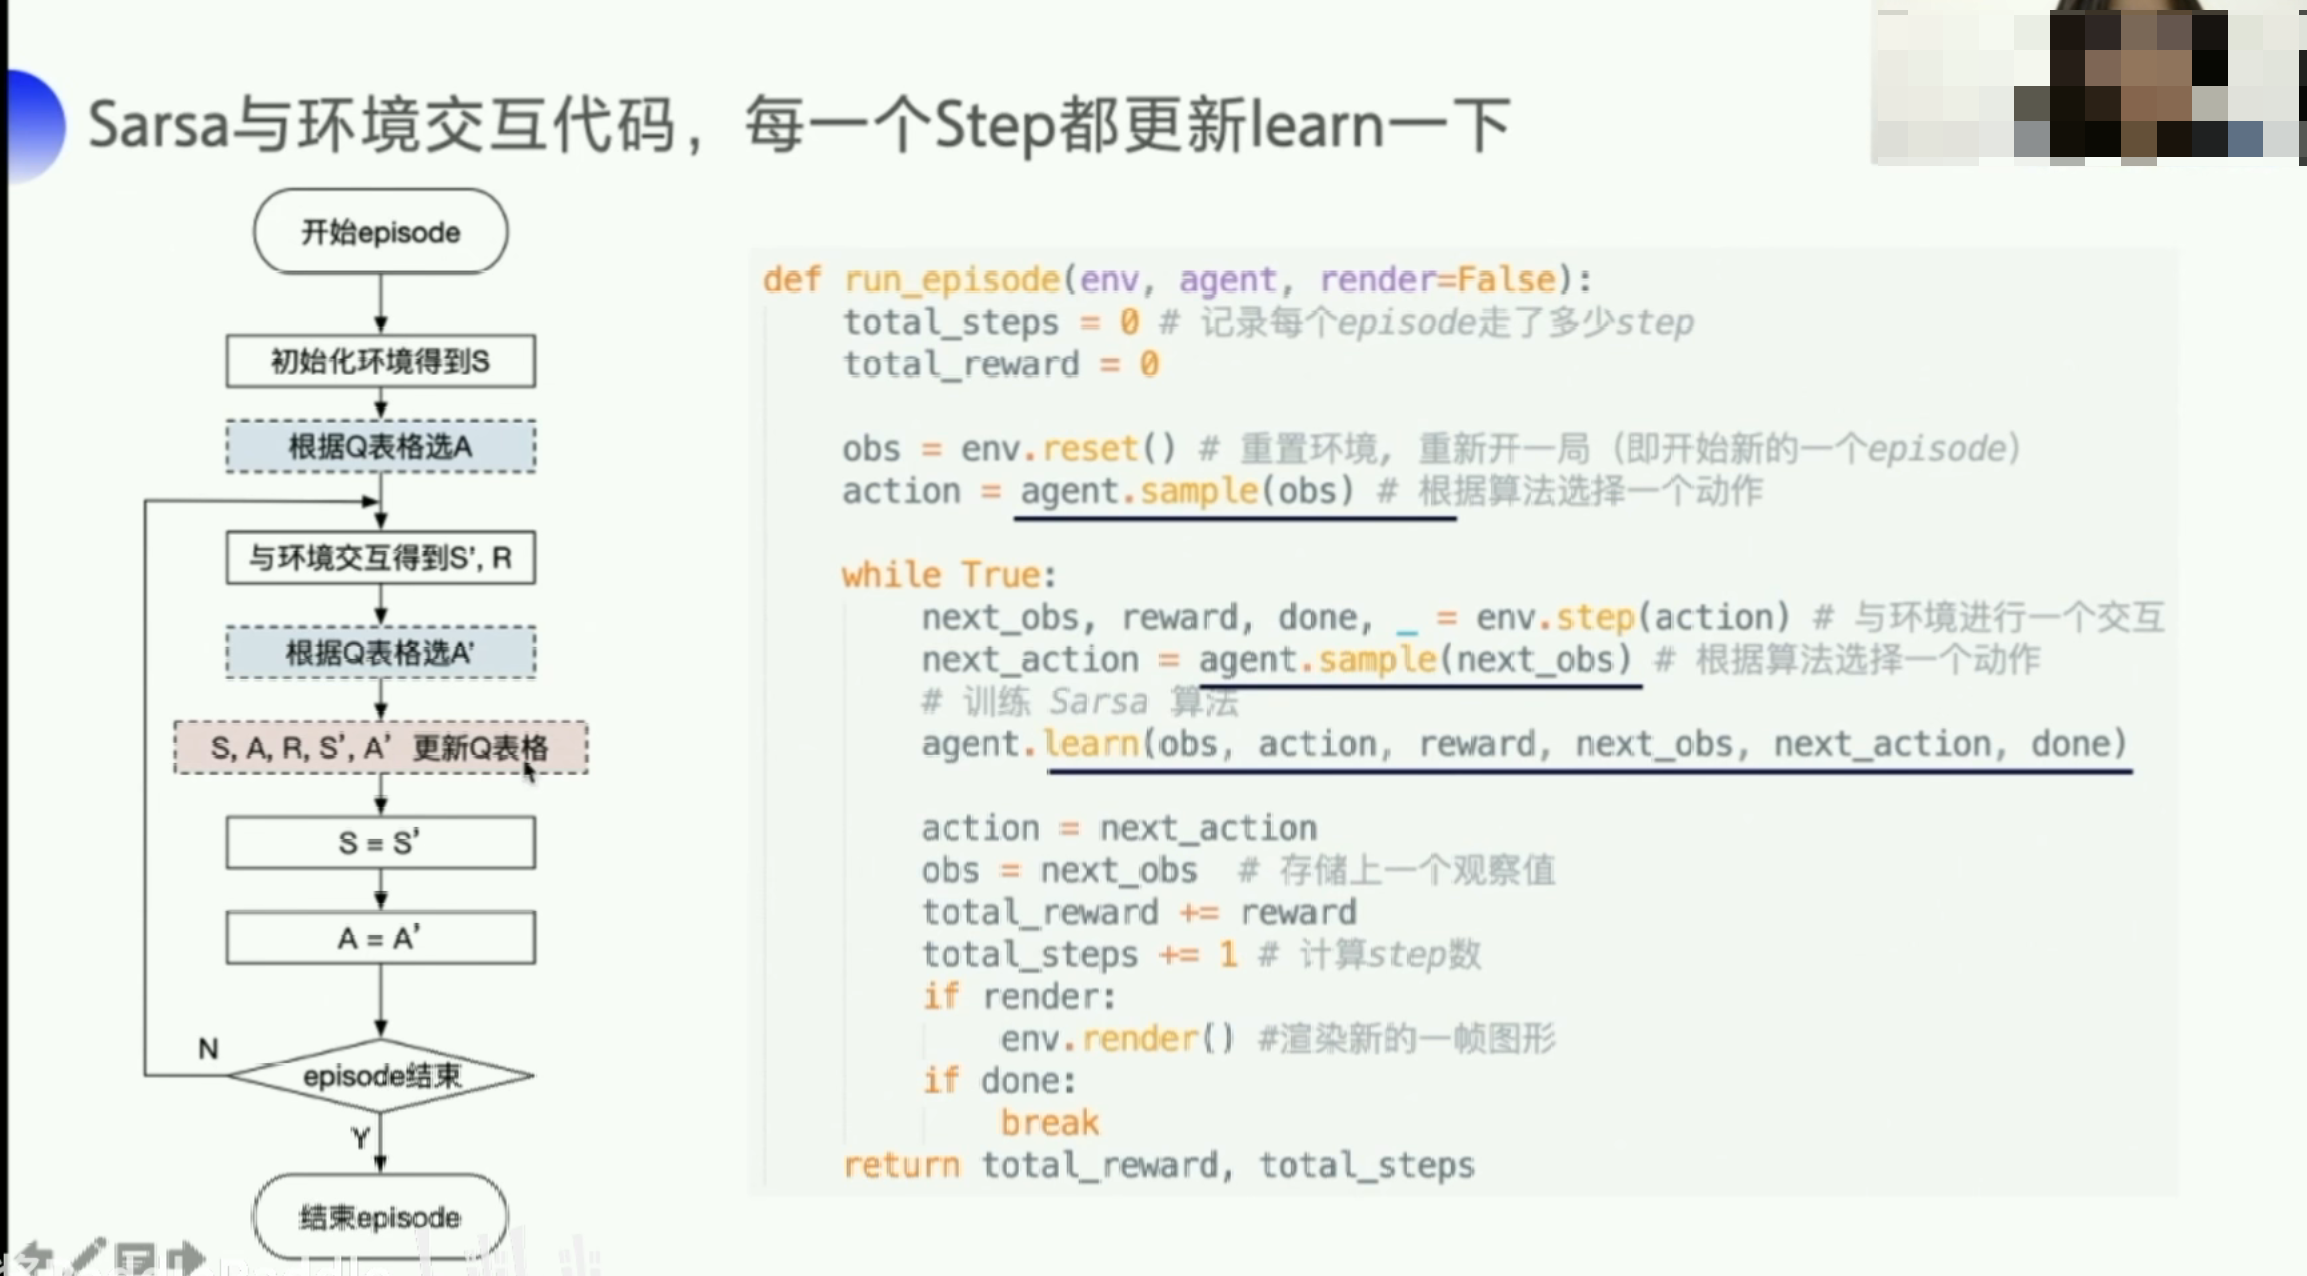 Sarsa与环境交互代码，每一个Step都更新learn一下
开始episode
初始化环境得到S
根据Q表格选A
与环境交互得到S’, R
根据Q表格选A’
S, A, R, S’, A’ 更新Q表格
S = S’
A = A’
N
episode结束
Y
结束episode
def run_episode(env, agent, render=False):
total_steps = 0 # 记录每个episode走了多少step
total_reward = 0
obs = env.reset() # 重置环境, 重新开一局（即开始新的一个episode）
action = agent.sample(obs) # 根据算法选择一个动作
while True:
next_obs, reward, done, _ = env.step(action) # 与环境进行一个交互
next_action = agent.sample(next_obs) # 根据算法选择一个动作
# 训练 Sarsa 算法
agent.learn(obs, action, reward, next_obs, next_action, done)
action = next_action
obs = next_obs  # 存储上一个观察值
total_reward += reward
total_steps += 1 # 计算step数
if render:
env.render() #渲染新的一帧图形
if done:
break
return total_reward, total_steps